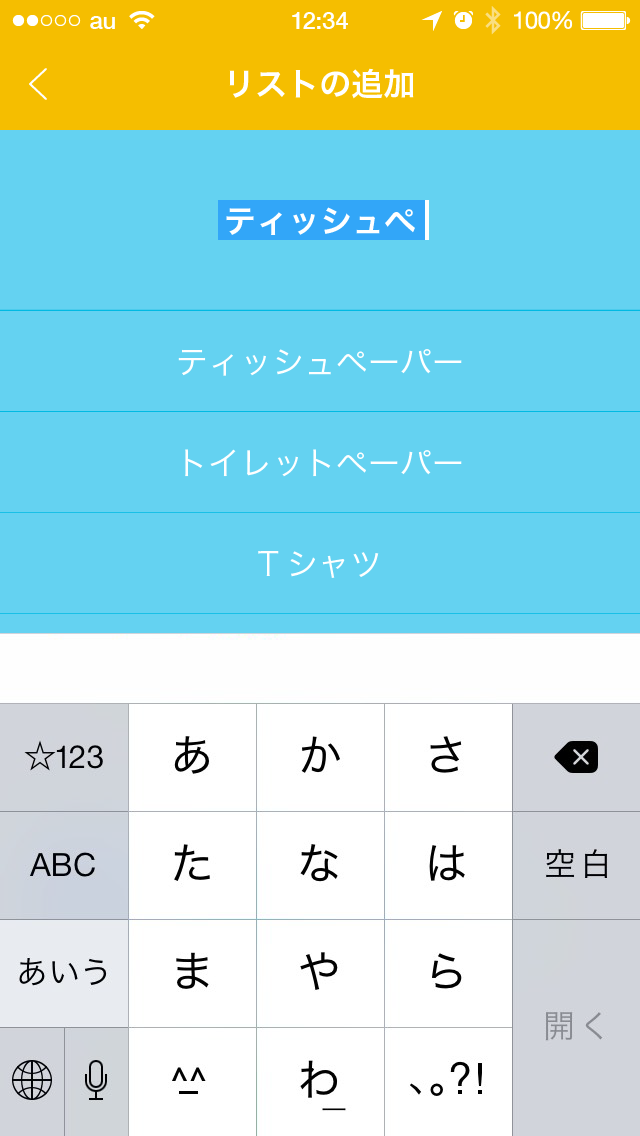 au 12:34 100%
リストの追加
ティッシュペ
ティッシュペーパー
トイレットペーパー
Tシャツ
☆123 あ か さ
ABC た な は 空白
あいう ま や ら 開く
^^ わ 、。?!